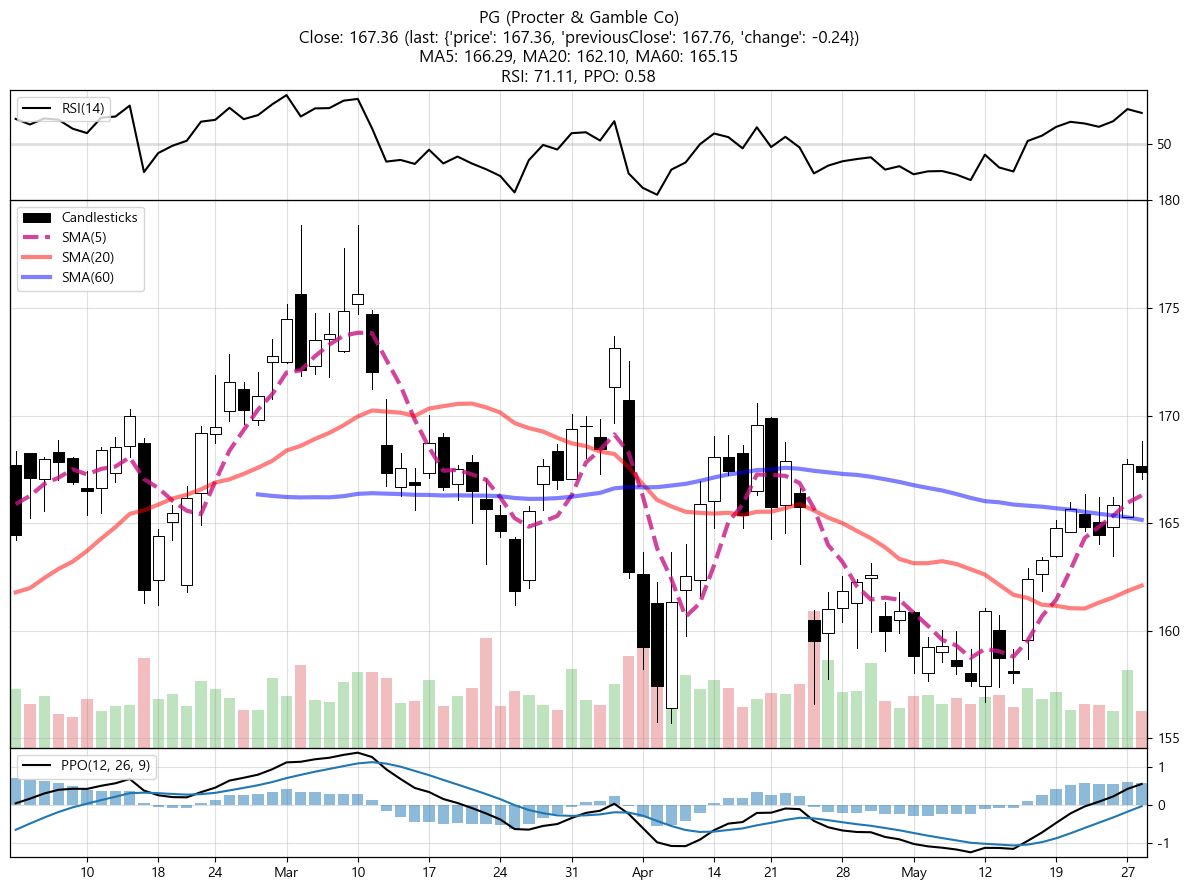 PG (Procter & Gamble Co)
Close: 167.36 (last: {'price': 167.36, 'previousClose': 167.76, 'change': -0.24})
MA5: 166.29, MA20: 162.10, MA60: 165.15
RSI: 71.11, PPO: 0.58
RSI(14)
50
180
Candlesticks
SMA(5)
SMA(20)
SMA(60)
175
170
165
160
155
PPO(12, 26, 9)
1
0
-1
10 18 24 Mar 10 17 24 31 Apr 14 21 28 May 12 19 27